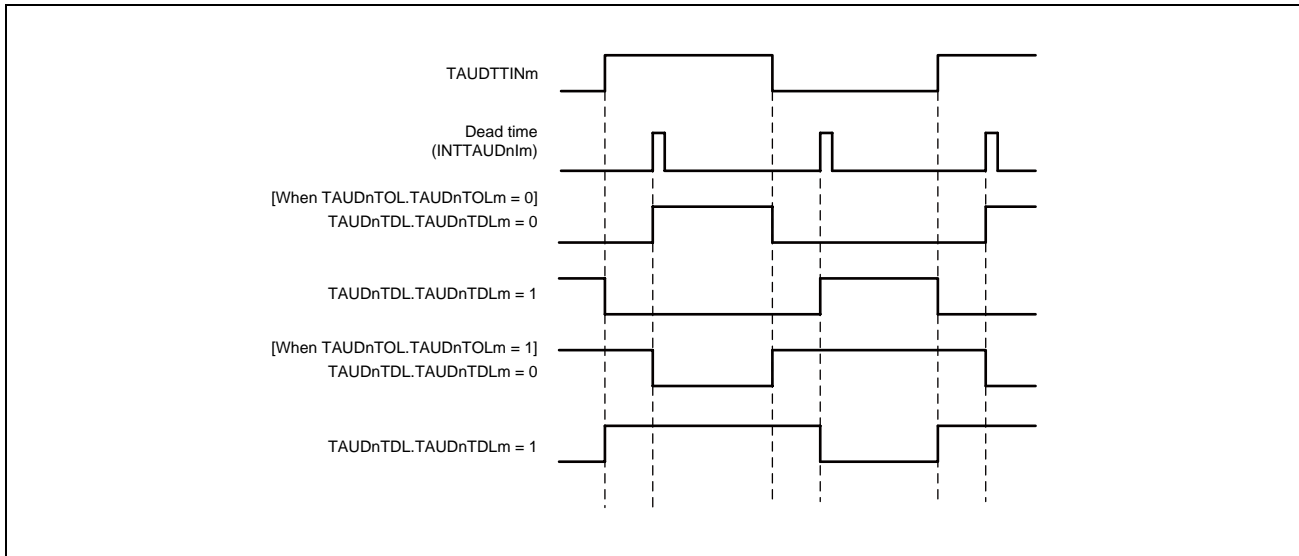 TAUDTTINm
Dead time
(INTTAUDnIm)
[When TAUDnTOL.TAUDnTOLm = 0]
TAUDnTDL.TAUDnTDLm = 0
TAUDnTDL.TAUDnTDLm = 1
[When TAUDnTOL.TAUDnTOLm = 1]
TAUDnTDL.TAUDnTDLm = 0
TAUDnTDL.TAUDnTDLm = 1